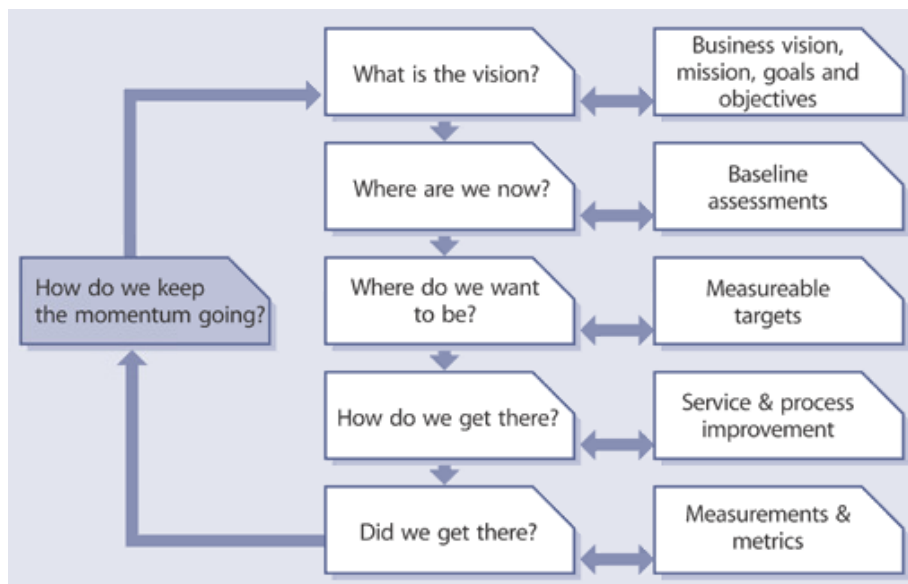 What is the vision?
Business vision,
mission, goals and
objectives
Where are we now?
Baseline
assessments
How do we keep
the momentum going?
Where do we want
to be?
Measureable
targets
How do we get there?
Service & process
improvement
Did we get there?
Measurements &
metrics